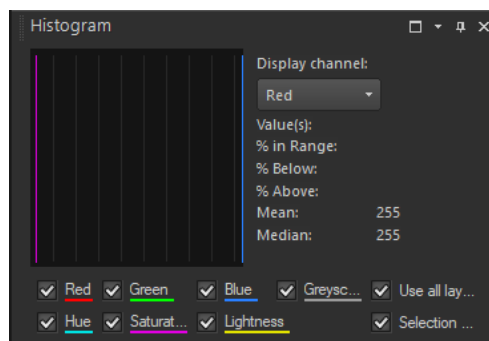 Histogram
Display channel:
Red
Value(s):
% in Range:
% Below:
% Above:
Mean: 255
Median: 255
Red Green Blue Greysc... Use all lay...
Hue Saturat... Lightness Selection ...